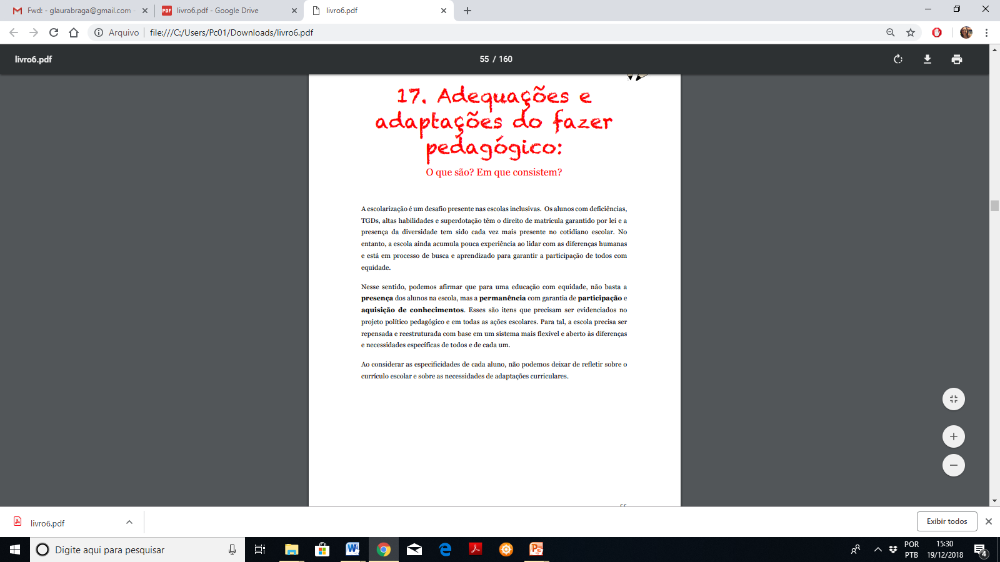 Fwd: - glaurabraga@gmail.com -
livro6.pdf - Google Drive
livro6.pdf
Arquivo
file:///C:/Users/Pc01/Downloads/livro6.pdf
livro6.pdf
55 / 160
17. Adequações e
adaptações do fazer
pedagógico:
O que são? Em que consistem?
A escolarização é um desafio presente nas escolas inclusivas. Os alunos com deficiências,
TGDs, altas habilidades e superdotação têm o direito de matrícula garantido por lei e a
presença da diversidade tem sido cada vez mais presente no cotidiano escolar. No
entanto, a escola ainda acumula pouca experiência ao lidar com as diferenças humanas
e está em processo de busca e aprendizado para garantir a participação de todos com
equidade.
Nesse sentido, podemos afirmar que para uma educação com equidade, não basta a
presença dos alunos na escola, mas a permanência com garantia de participação e
aquisição de conhecimentos. Esses são itens que precisam ser evidenciados no
projeto político pedagógico e em todas as ações escolares. Para tal, a escola precisa ser
repensada e reestruturada com base em um sistema mais flexível e aberto às diferenças
e necessidades específicas de todos e de cada um.
Ao considerar as especificidades de cada aluno, não podemos deixar de refletir sobre o
currículo escolar e sobre as necessidades de adaptações curriculares.
55
livro6.pdf
Exibir todos
Digite aqui para pesquisar
POR
PTB
15:30
19/12/2018
4